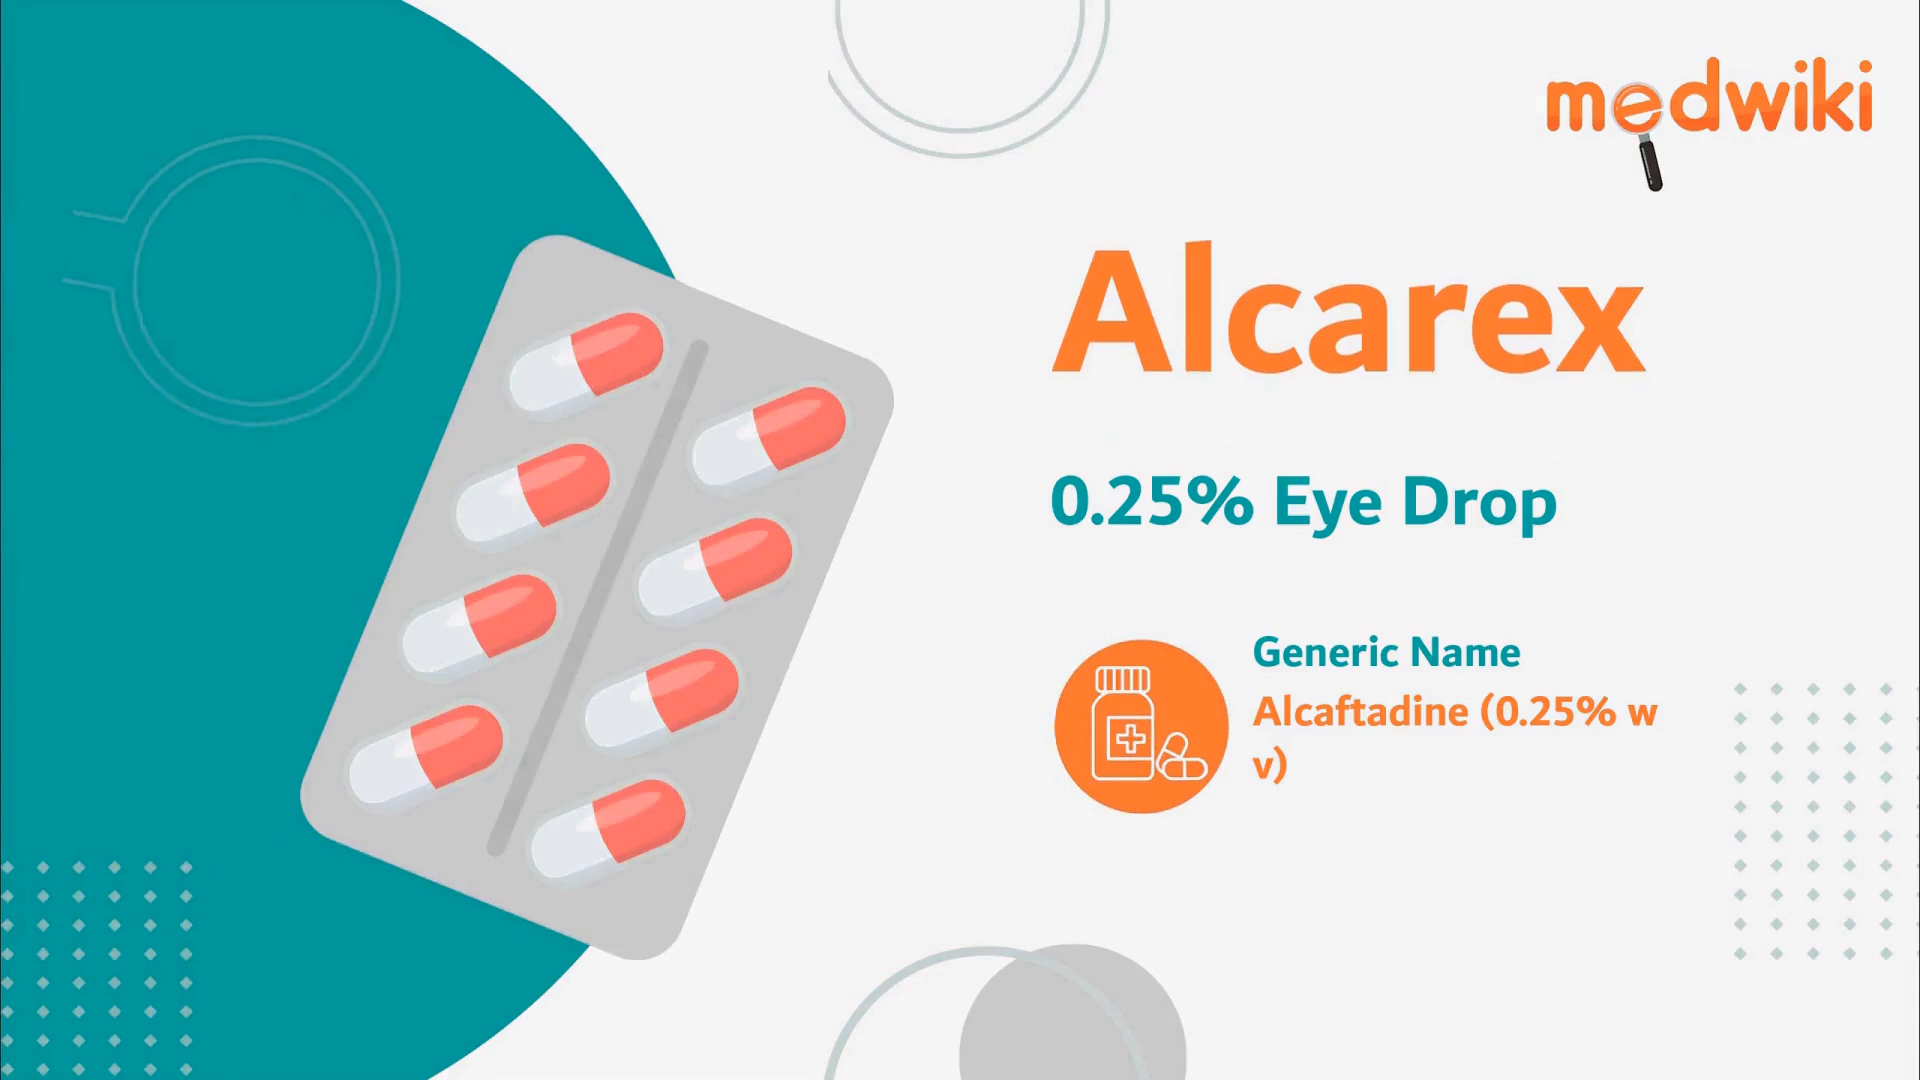 medwiki
Alcarex
0.25% Eye Drop
Generic Name
Alcaftadine (0.25% w
v)